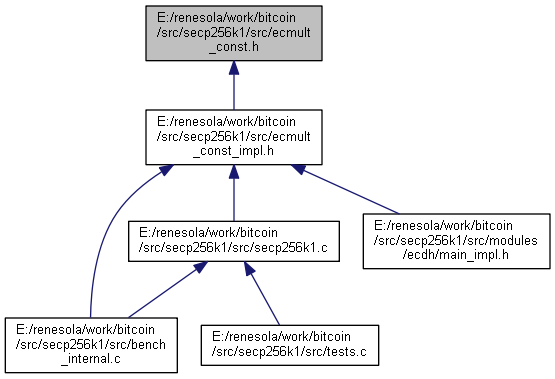 E:/renesola/work/bitcoin
/src/secp256k1/src/ecmult
_const.h
E:/renesola/work/bitcoin
/src/secp256k1/src/ecmult
_const_impl.h
E:/renesola/work/bitcoin
/src/secp256k1/src/secp256k1.c
E:/renesola/work/bitcoin
/src/secp256k1/src/modules
/ecdh/main_impl.h
E:/renesola/work/bitcoin
/src/secp256k1/src/bench
_internal.c
E:/renesola/work/bitcoin
/src/secp256k1/src/tests.c